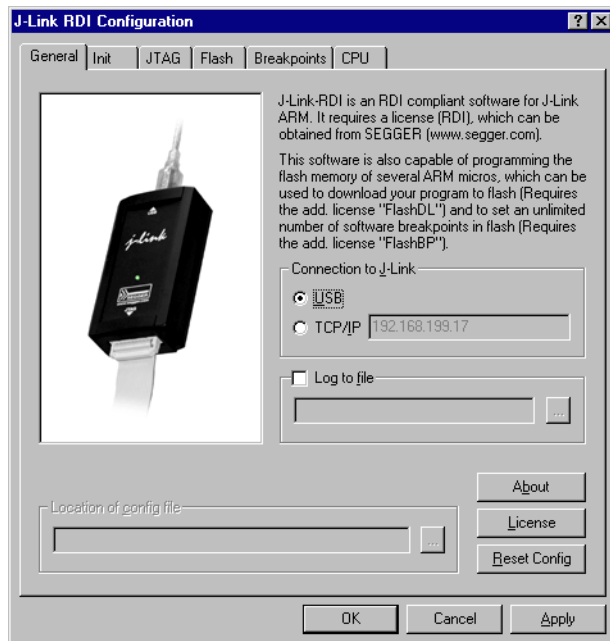 J-Link RDI Configuration
General
Init
JTAG
Flash
Breakpoints
CPU
J-Link-RDI is an RDI compliant software for J-Link
ARM. It requires a license (RDI), which can be
obtained from SEGGER (www.segger.com).
This software is also capable of programming the
flash memory of several ARM micros, which can be
used to download your program to flash (Requires
the add. license "FlashDL") and to set an unlimited
number of software breakpoints in flash (Requires
the add. license "FlashBP").
J-Link
Connection to J-Link
USB
TCP/IP 192.168.199.17
Log to file
...
Location of config file
...
About
License
Reset Config
OK
Cancel
Apply